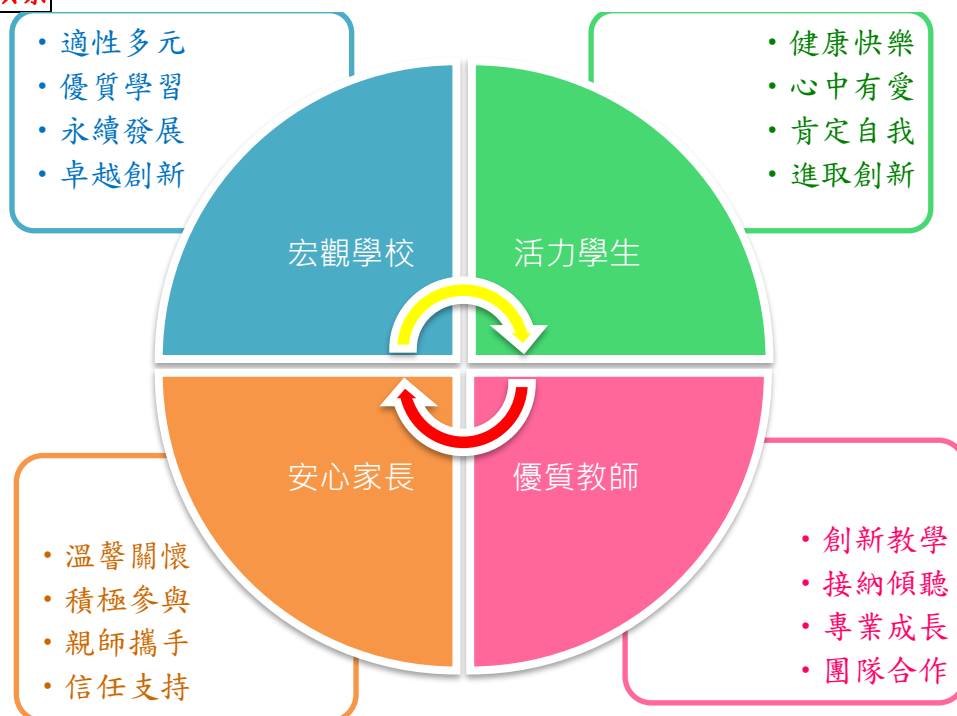 ・適性多元
・優質學習
・永續發展
・卓越創新
・健康快樂
・心中有愛
・肯定自我
・進取創新
宏觀學校
活力學生
安心家長
優質教師
・溫馨關懷
・積極參與
・親師攜手
・信任支持
・創新教學
・接納傾聽
・專業成長
・團隊合作